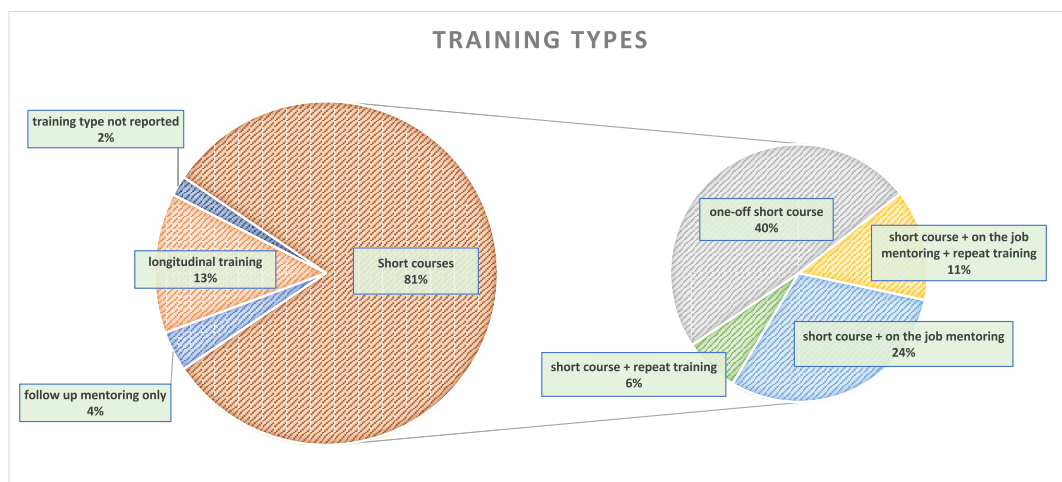 TRAINING TYPES
training type not reported
2%
longitudinal training
13%
follow up mentoring only
4%
Short courses
81%
one-off short course
40%
short course + on the job
mentoring + repeat training
11%
short course + on the job mentoring
24%
short course + repeat training
6%